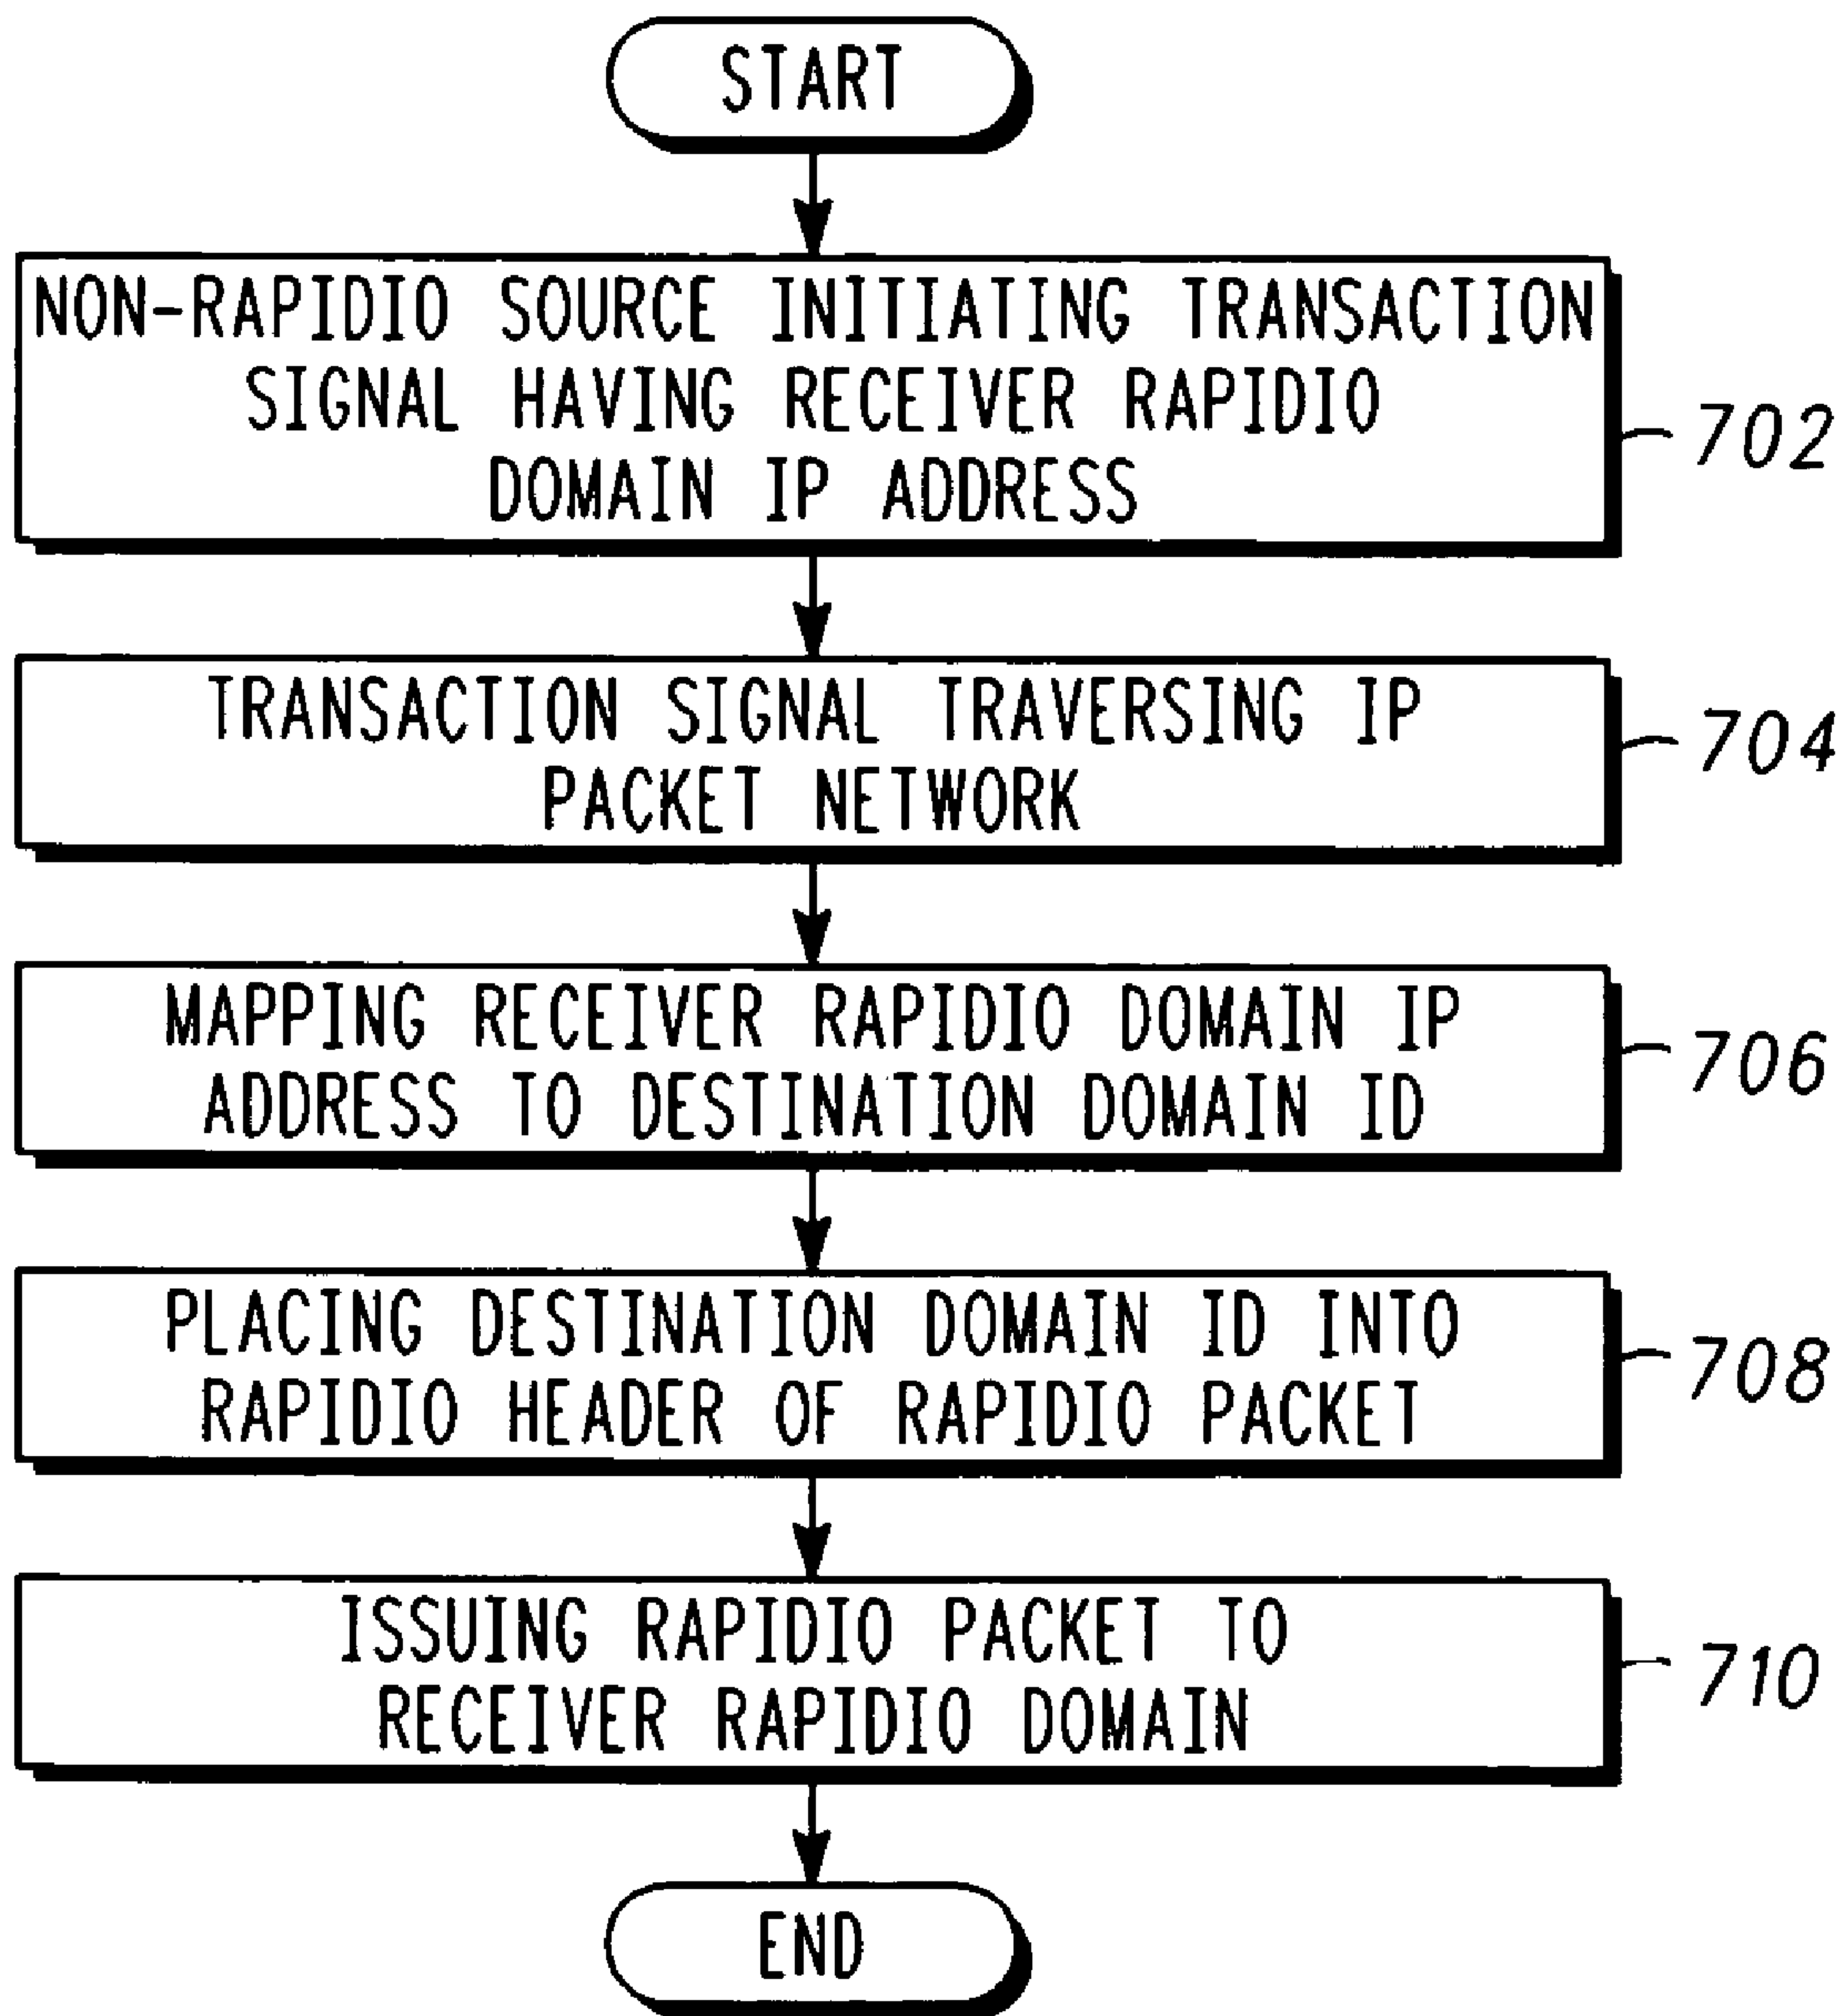 START
NON-RAPIDIO SOURCE INITIATING TRANSACTION
SIGNAL HAVING RECEIVER RAPIDIO
DOMAIN IP ADDRESS
702
TRANSACTION SIGNAL TRAVERSING IP
PACKET NETWORK
704
MAPPING RECEIVER RAPIDIO DOMAIN IP
ADDRESS TO DESTINATION DOMAIN ID
706
PLACING DESTINATION DOMAIN ID INTO
RAPIDIO HEADER OF RAPIDIO PACKET
708
ISSUING RAPIDIO PACKET TO
RECEIVER RAPIDIO DOMAIN
710
END